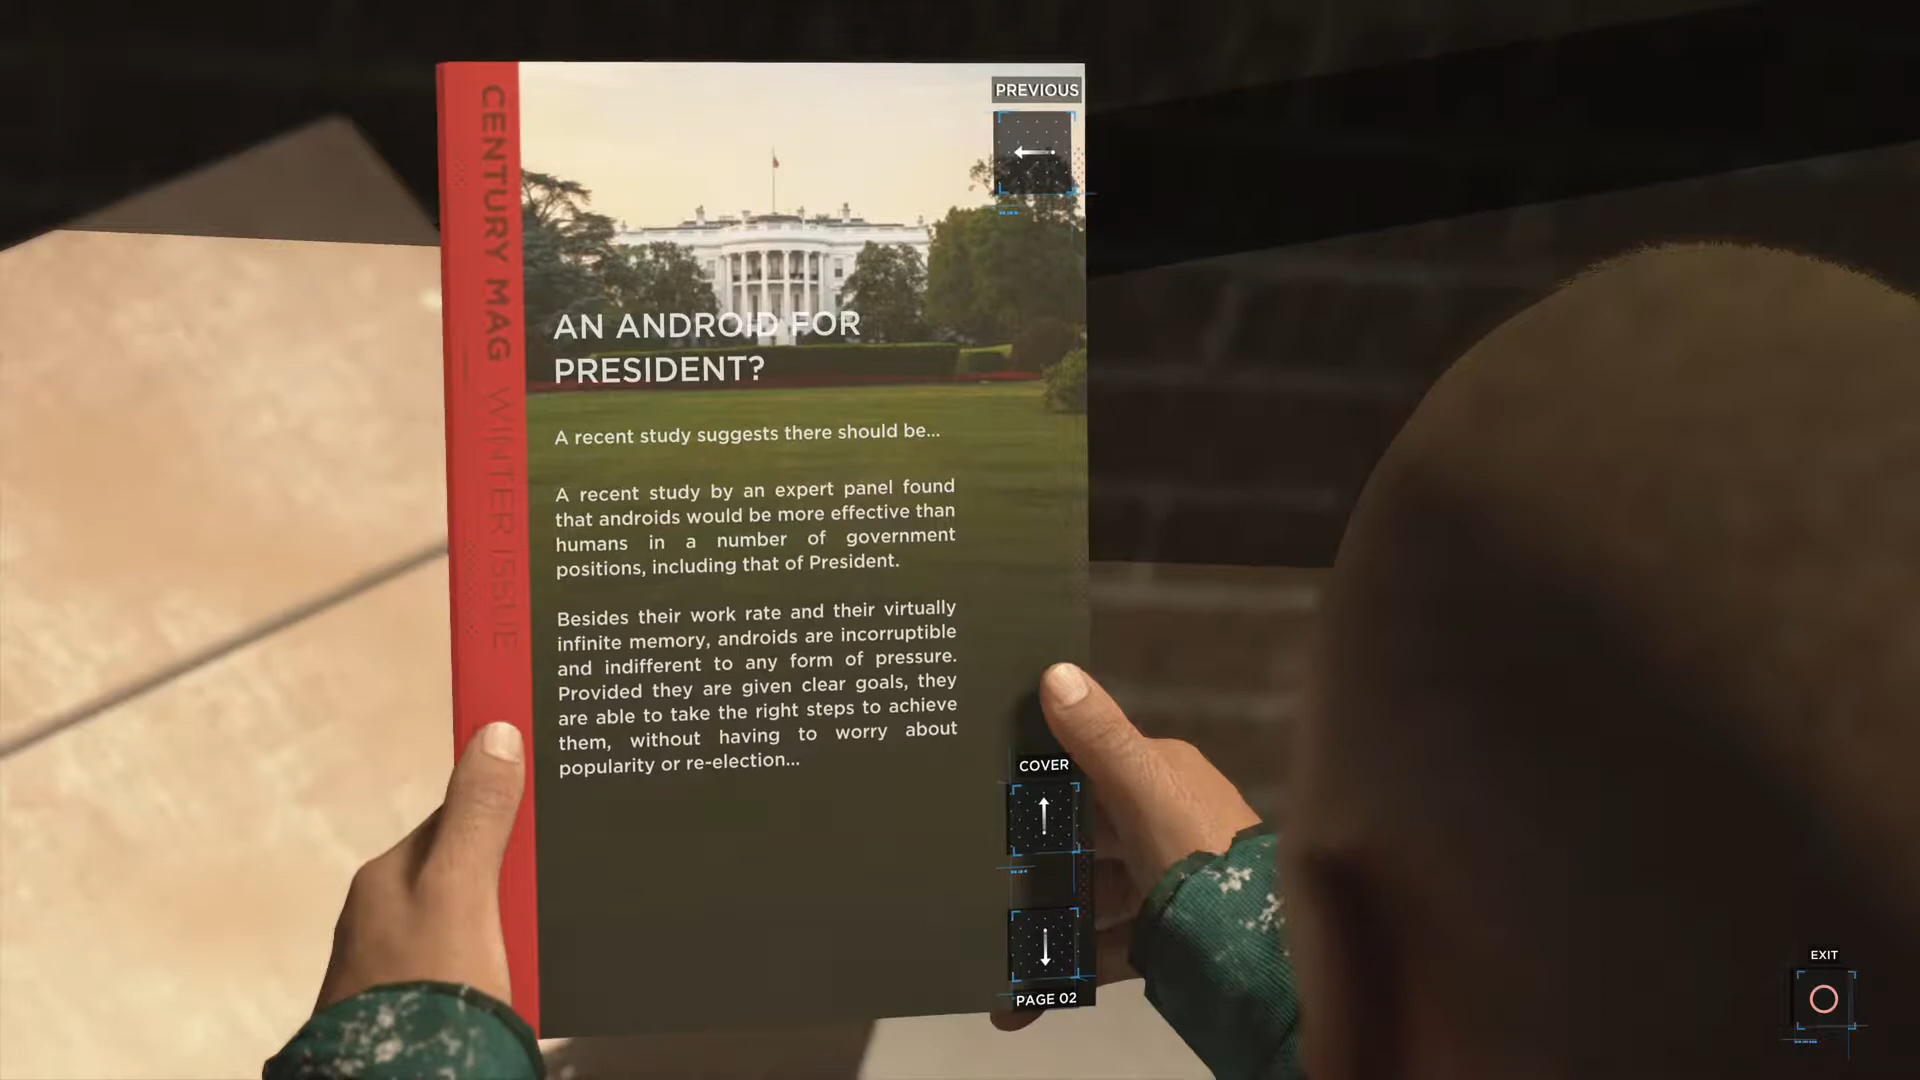 CENTURY MAG WINTER ISSUE
PREVIOUS
AN ANDROID FOR
PRESIDENT?
A recent study suggests there should be...
A recent study by an expert panel found
that androids would be more effective than
humans in a number of government
positions, including that of President.
Besides their work rate and their virtually
infinite memory, androids are incorruptible
and indifferent to any form of pressure.
Provided they are given clear goals, they
are able to take the right steps to achieve
them, without having to worry about
popularity or re-election...
COVER
PAGE 02
EXIT